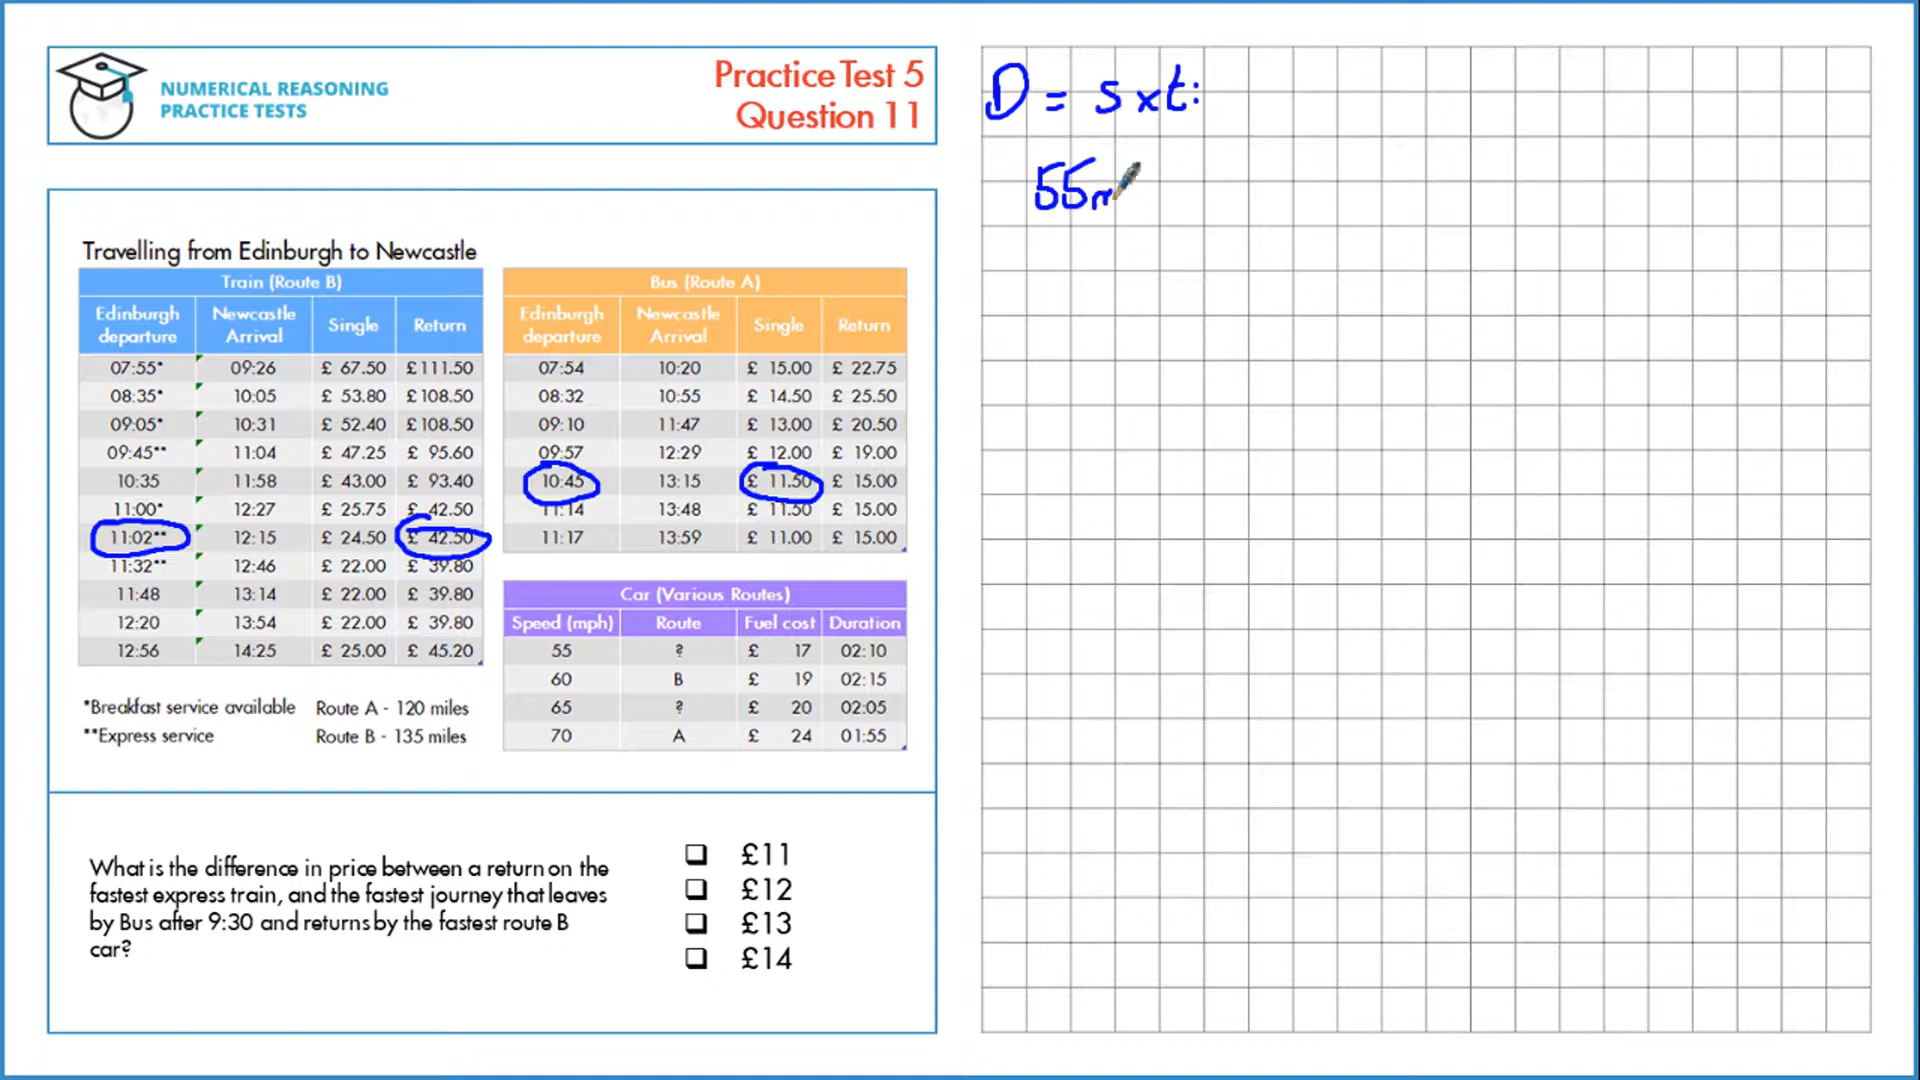 NUMERICAL REASONING
PRACTICE TESTS
Practice Test 5
Question 11
Travelling from Edinburgh to Newcastle
Train (Route B)
Edinburgh departure Newcastle Arrival Single Return
07:55* 09:26 £ 67.50 £111.50
08:35* 10:05 £ 53.80 £108.50
09:05* 10:31 £ 52.40 £108.50
09:45** 11:04 £ 47.25 £ 95.60
10:35 11:58 £ 43.00 £ 93.40
11:00* 12:27 £ 25.75 £ 42.50
11:02** 12:15 £ 24.50 £ 42.50
11:32** 12:46 £ 22.00 £ 39.80
11:48 13:14 £ 22.00 £ 39.80
12:20 13:54 £ 22.00 £ 39.80
12:56 14:25 £ 25.00 £ 45.20
*Breakfast service available Route A - 120 miles
**Express service Route B - 135 miles
Bus (Route A)
Edinburgh departure Newcastle Arrival Single Return
07:54 10:20 £ 15.00 £ 22.75
08:32 10:55 £ 14.50 £ 25.50
09:10 11:47 £ 13.00 £ 20.50
09:57 12:29 £ 12.00 £ 19.00
10:45 13:15 £ 11.50 £ 15.00
11:14 13:48 £ 11.50 £ 15.00
11:17 13:59 £ 11.00 £ 15.00
Car (Various Routes)
Speed (mph) Route Fuel cost Duration
55 ? £ 17 02:10
60 B £ 19 02:15
65 ? £ 20 02:05
70 A £ 24 01:55
What is the difference in price between a return on the
fastest express train, and the fastest journey that leaves
by Bus after 9:30 and returns by the fastest route B
car?
❑ £11
❑ £12
❑ £13
❑ £14
D = s x t:
55m